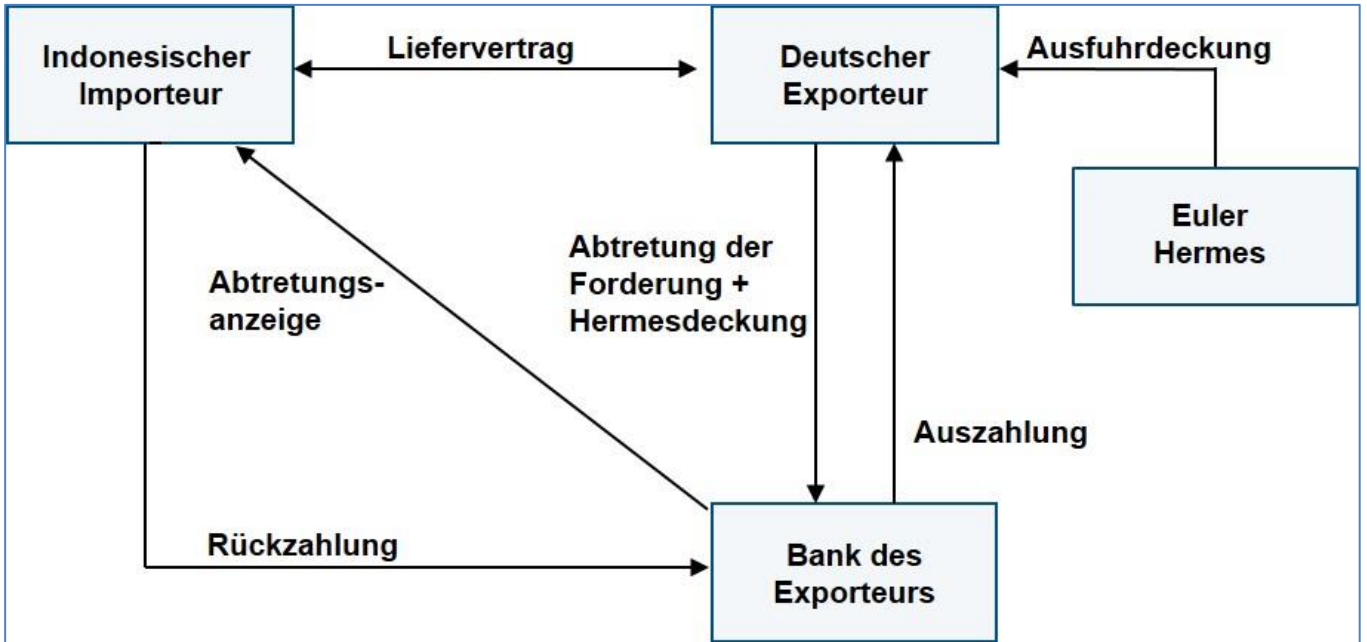 Indonesischer
Importeur
Liefervertrag
Deutscher
Exporteur
Ausfuhrdeckung
Euler
Hermes
Abtretungs-
anzeige
Abtretung der
Forderung +
Hermesdeckung
Auszahlung
Rückzahlung
Bank des
Exporteurs